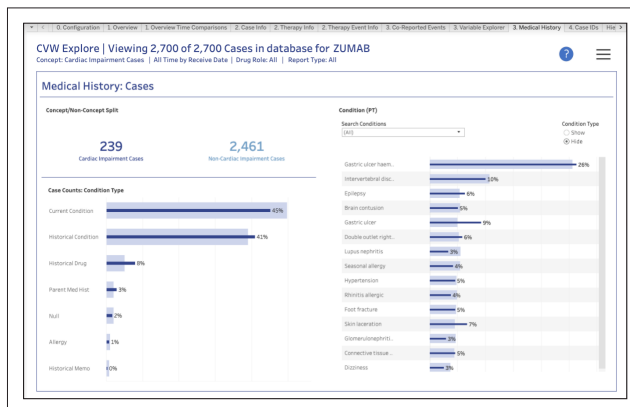 0. Configuration 1. Overview 1. Overview Time Comparisons 2. Case Info 2. Therapy Info 2. Therapy Event Info 3. Co-Reported Events 3. Variable Explorer 3. Medical History 4. Case IDs Hie
CVW Explore | Viewing 2,700 of 2,700 Cases in database for ZUMAB
Concept: Cardiac Impairment Cases | All Time by Receive Date | Drug Role: All | Report Type: All
?
Medical History: Cases
Concept/Non-Concept Split
239
Cardiac Impairment Cases
2,461
Non-Cardiac Impairment Cases
Case Counts: Condition Type
Current Condition 45%
Historical Condition 41%
Historical Drug 8%
Parent Med Hist 3%
Null 2%
Allergy 1%
Historical Memo 0%
Condition (PT)
Search Conditions
(All)
Condition Type
Show
Hide
Gastric ulcer haem.. 26%
Intervertebral disc.. 10%
Epilepsy 6%
Brain contusion 5%
Gastric ulcer 9%
Double outlet right.. 6%
Lupus nephritis 3%
Seasonal allergy 4%
Hypertension 5%
Rhinitis allergic 4%
Foot fracture 5%
Skin laceration 7%
Glomerulonephriti.. 3%
Connective tissue.. 5%
Dizziness 3%